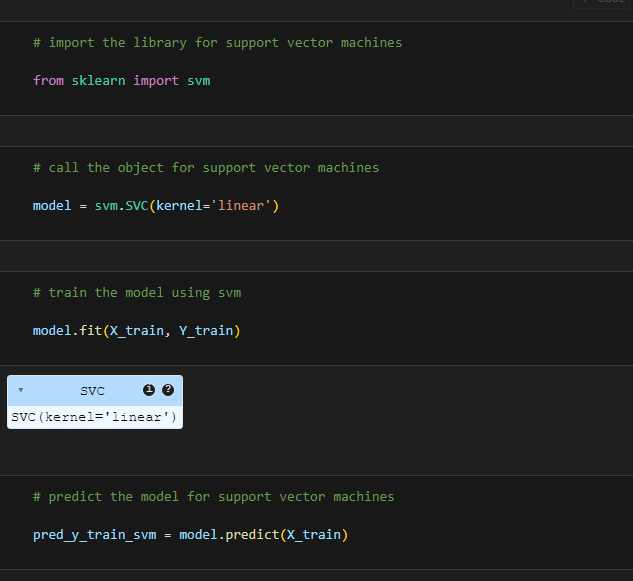 # import the library for support vector machines
from sklearn import svm
# call the object for support vector machines
model = svm.SVC(kernel='linear')
# train the model using svm
model.fit(X_train, Y_train)
▾ SVC i ?
SVC(kernel='linear')
# predict the model for support vector machines
pred_y_train_svm = model.predict(X_train)